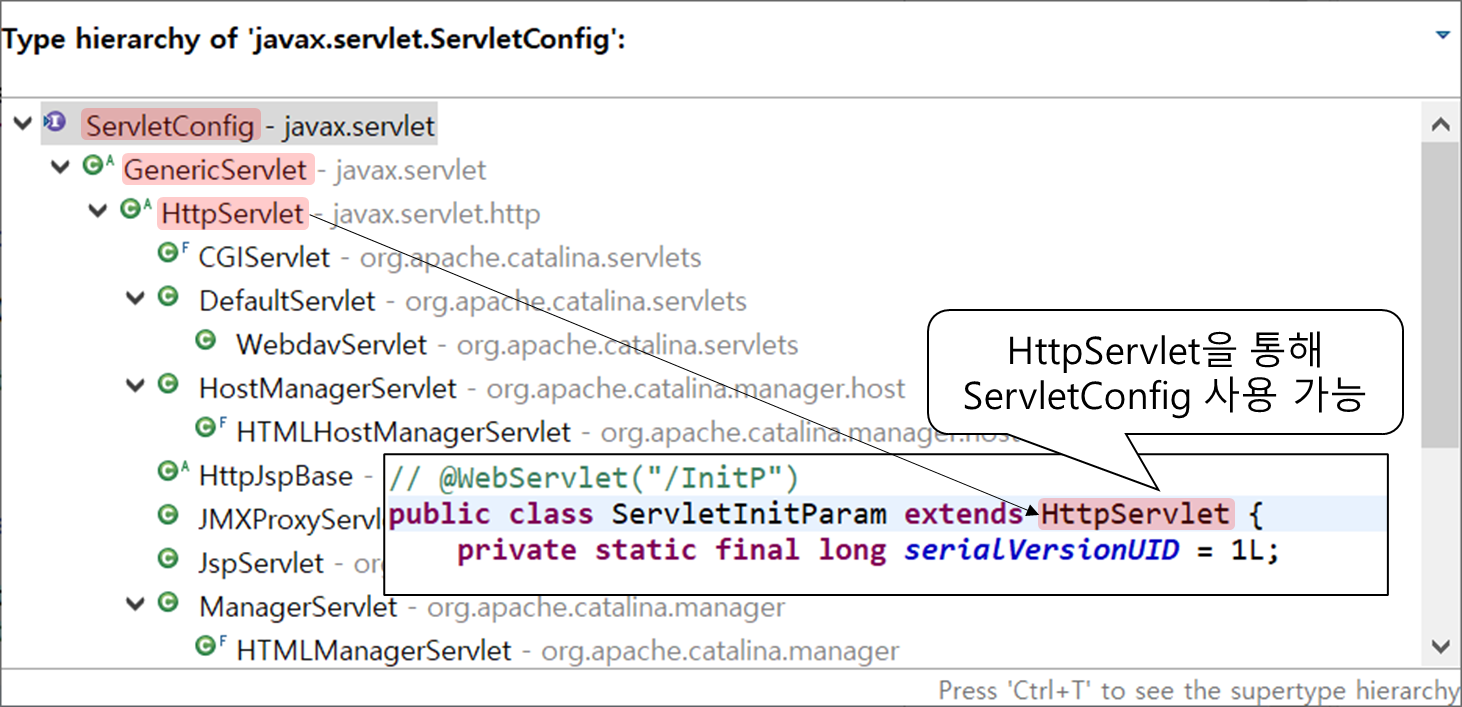 Type hierarchy of 'javax.servlet.ServletConfig':
ServletConfig - javax.servlet
GenericServlet - javax.servlet
HttpServlet - javax.servlet.http
CGIServlet - org.apache.catalina.servlets
DefaultServlet - org.apache.catalina.servlets
WebdavServlet - org.apache.catalina.servlets
HostManagerServlet - org.apache.catalina.manager.host
HTMLHostManagerServlet - org.apache.catalina.manager.host
HttpJspBase -
JMXProxyServl
JspServlet - org
ManagerServlet - org.apache.catalina.manager
HTMLManagerServlet - org.apache.catalina.manager
HttpServlet을 통해
ServletConfig 사용 가능
// @WebServlet("/InitP")
public class ServletInitParam extends HttpServlet {
private static final long serialVersionUID = 1L;
Press 'Ctrl+T' to see the supertype hierarchy